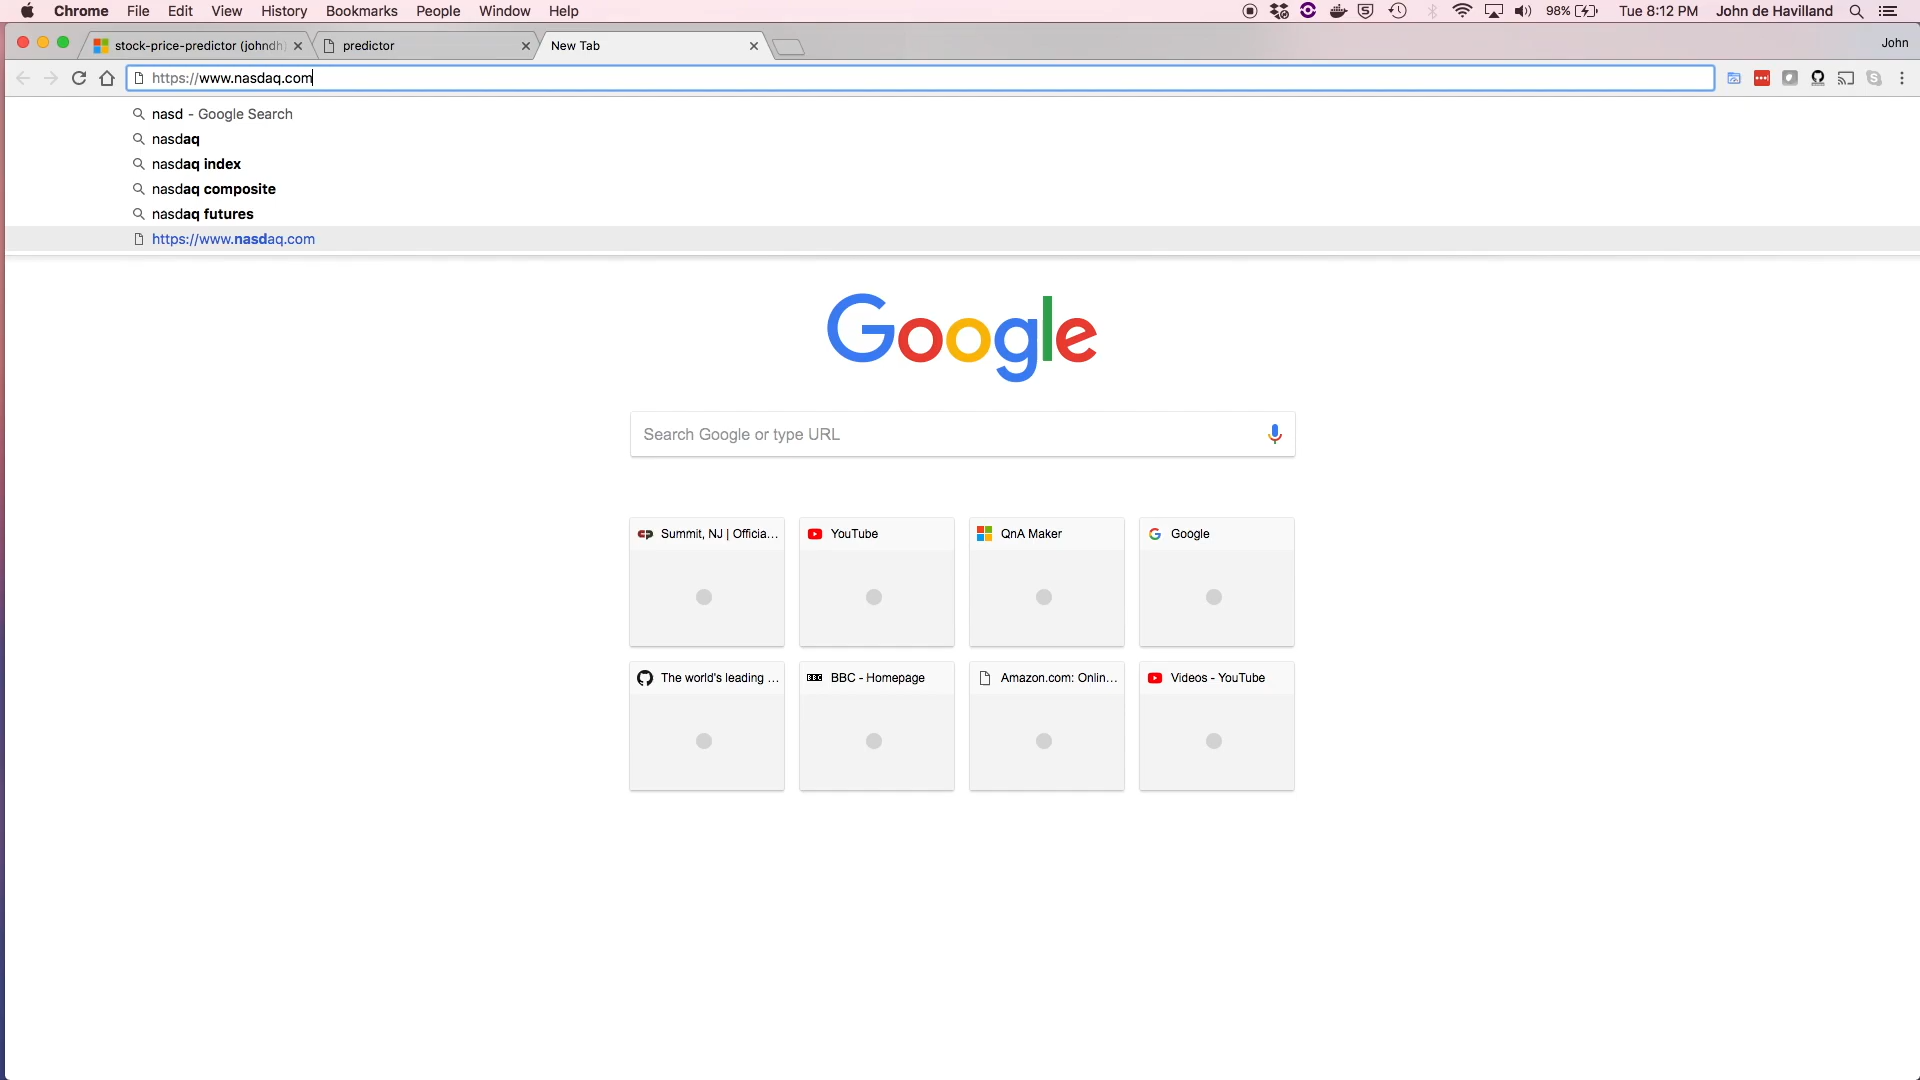 Chrome File Edit View History Bookmarks People Window Help 98% Tue 8:12 PM John de Havilland
stock-price-predictor (johndh predictor New Tab John
https://www.nasdaq.com
nasd - Google Search
nasdaq
nasdaq index
nasdaq composite
nasdaq futures
https://www.nasdaq.com
Google
Search Google or type URL
Summit, NJ | Officia... YouTube QnA Maker Google
The world's leading ... BBC - Homepage Amazon.com: Onlin... Videos - YouTube